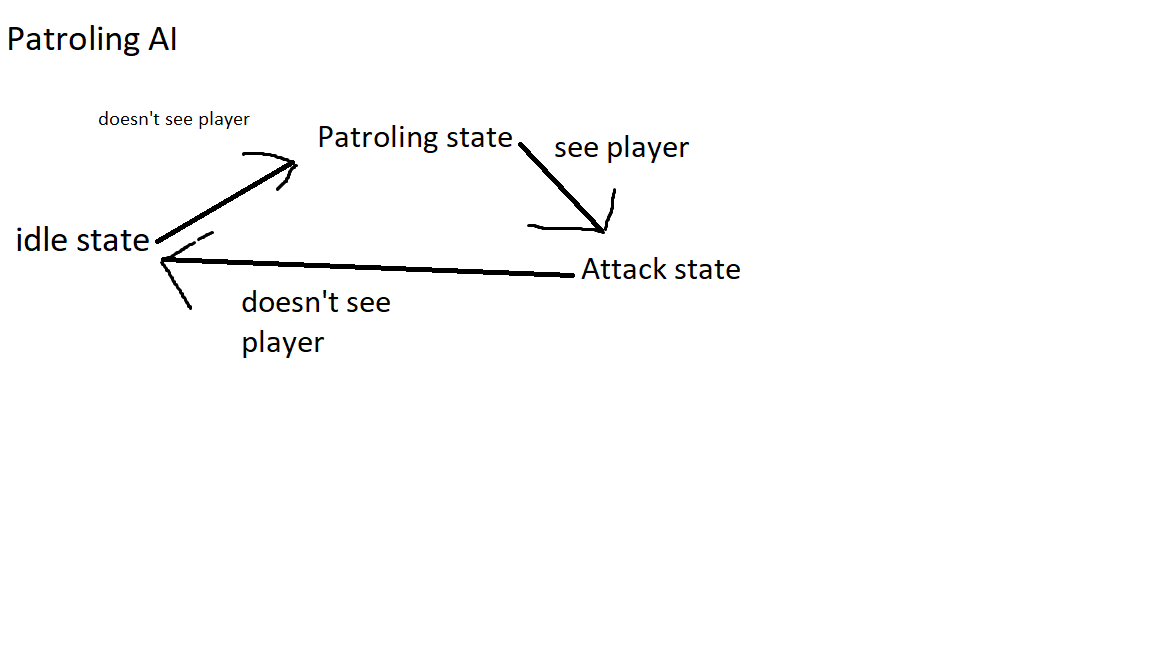 Patroling AI
doesn't see player
Patroling state
see player
idle state
Attack state
doesn't see
player